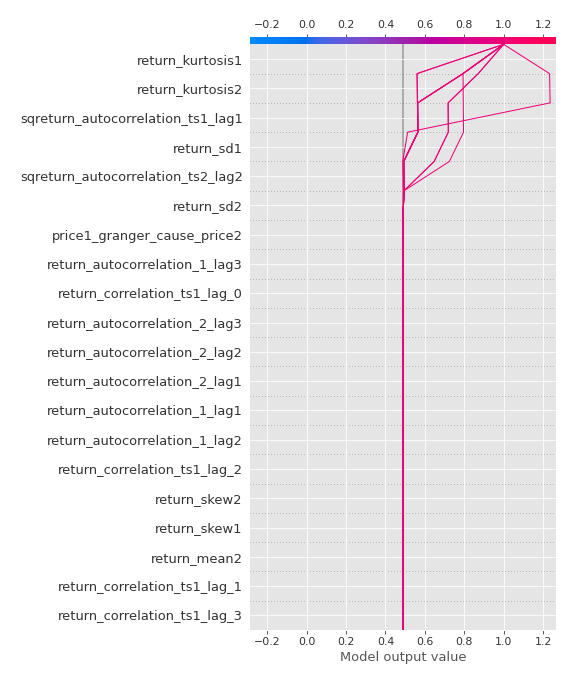 −0.2 0.0 0.2 0.4 0.6 0.8 1.0 1.2
return_kurtosis1
return_kurtosis2
sqreturn_autocorrelation_ts1_lag1
return_sd1
sqreturn_autocorrelation_ts2_lag2
return_sd2
price1_granger_cause_price2
return_autocorrelation_1_lag3
return_correlation_ts1_lag_0
return_autocorrelation_2_lag3
return_autocorrelation_2_lag2
return_autocorrelation_2_lag1
return_autocorrelation_1_lag1
return_autocorrelation_1_lag2
return_correlation_ts1_lag_2
return_skew2
return_skew1
return_mean2
return_correlation_ts1_lag_1
return_correlation_ts1_lag_3
−0.2 0.0 0.2 0.4 0.6 0.8 1.0 1.2
Model output value